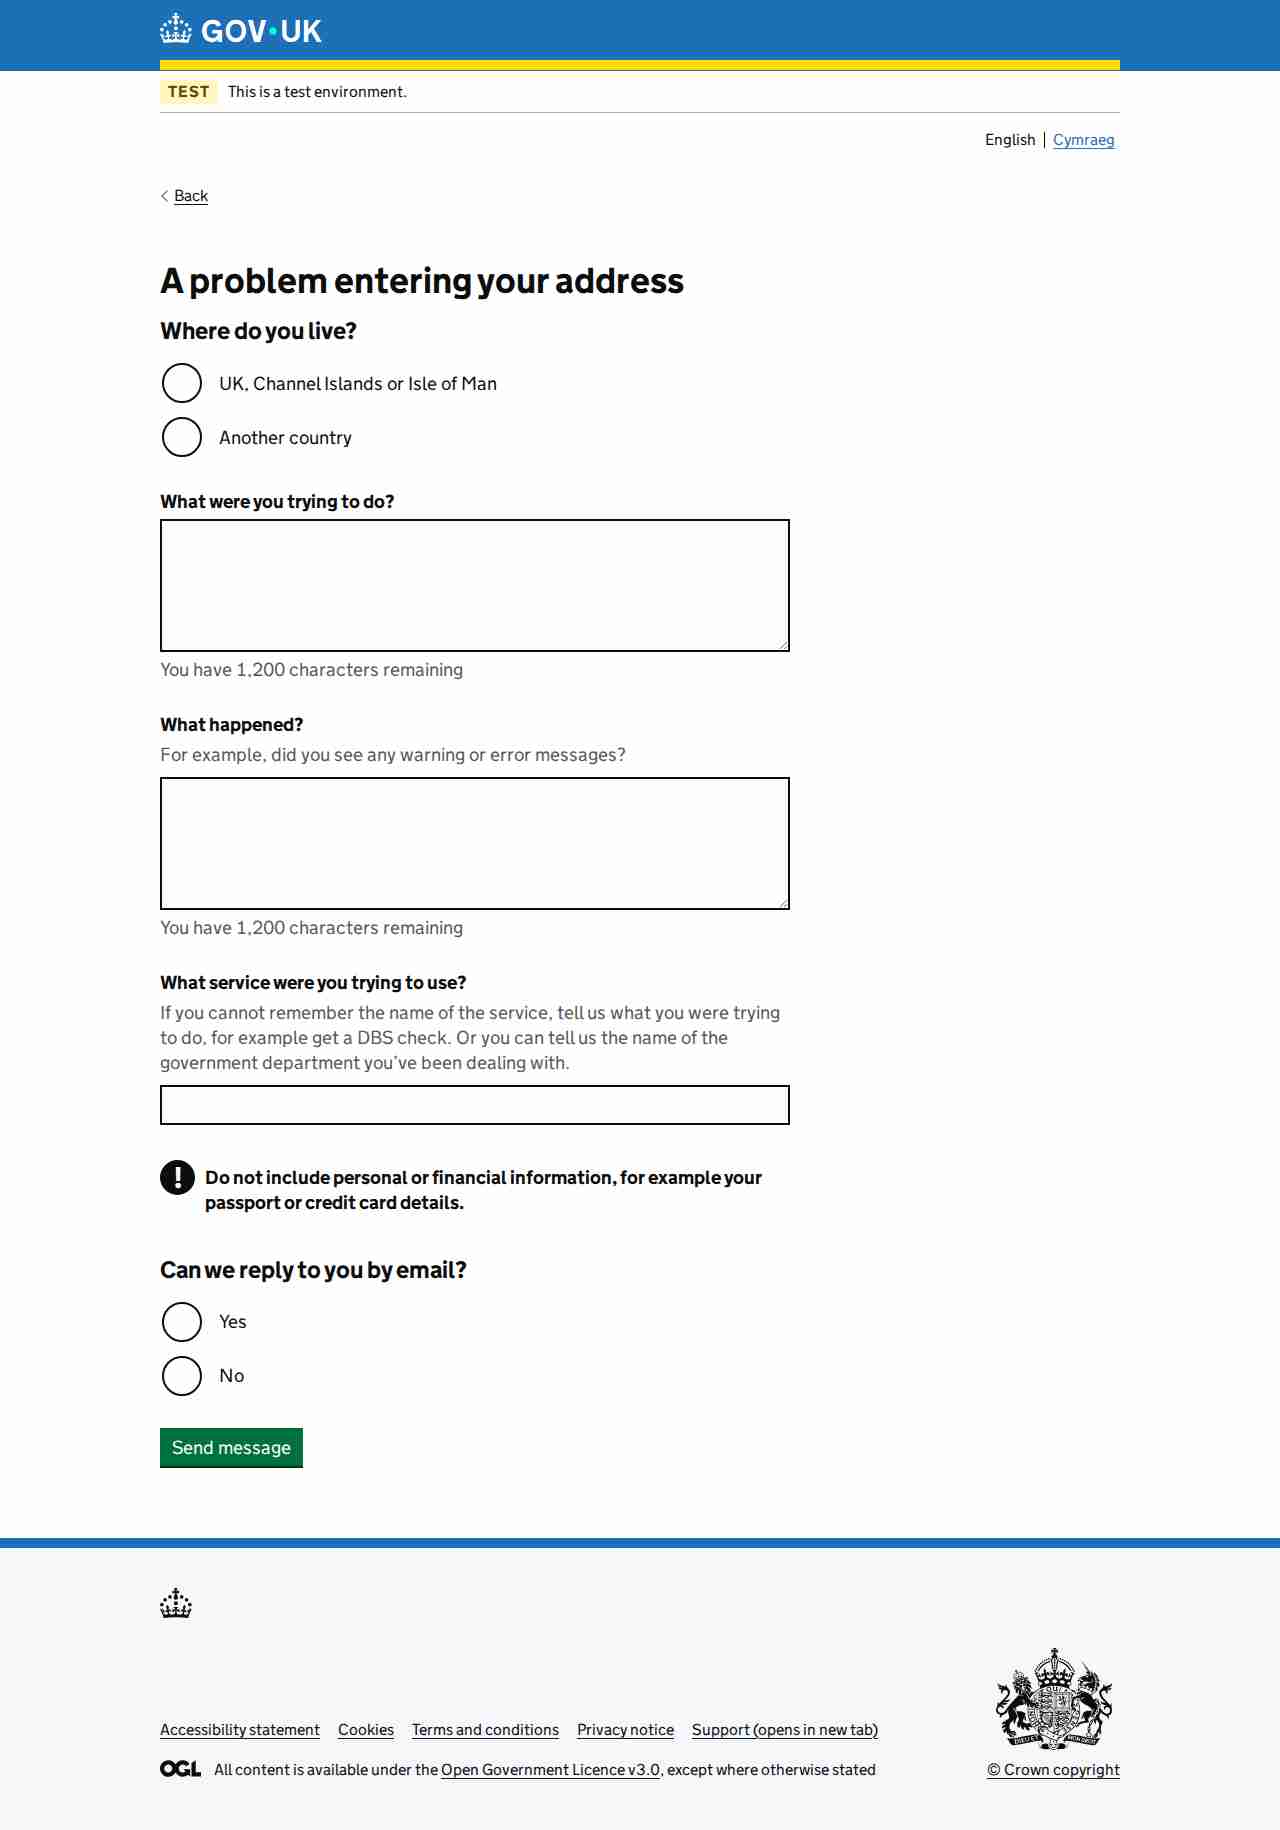 GOV·UK
TEST This is a test environment.
English Cymraeg
Back
A problem entering your address
Where do you live?
UK, Channel Islands or Isle of Man
Another country
What were you trying to do?
You have 1,200 characters remaining
What happened?
For example, did you see any warning or error messages?
You have 1,200 characters remaining
What service were you trying to use?
If you cannot remember the name of the service, tell us what you were trying
to do, for example get a DBS check. Or you can tell us the name of the
government department you’ve been dealing with.
! Do not include personal or financial information, for example your
passport or credit card details.
Can we reply to you by email?
Yes
No
Send message
Accessibility statement Cookies Terms and conditions Privacy notice Support (opens in new tab)
OGL All content is available under the Open Government Licence v3.0, except where otherwise stated
© Crown copyright